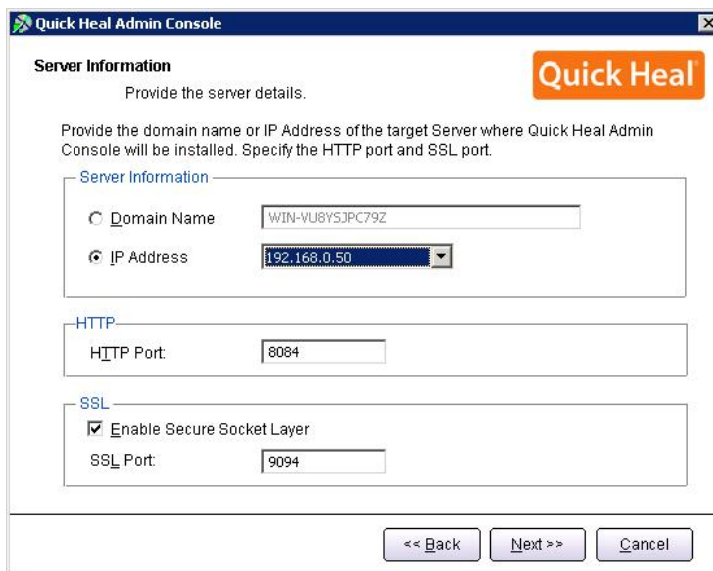 Quick Heal Admin Console
Server Information
Provide the server details.
Quick Heal
Provide the domain name or IP Address of the target Server where Quick Heal Admin
Console will be installed. Specify the HTTP port and SSL port.
Server Information
Domain Name
WIN-VU8YSJPC79Z
IP Address
192.168.0.50
HTTP
HTTP Port:
8084
SSL
Enable Secure Socket Layer
SSL Port:
9094
<< Back
Next >>
Cancel